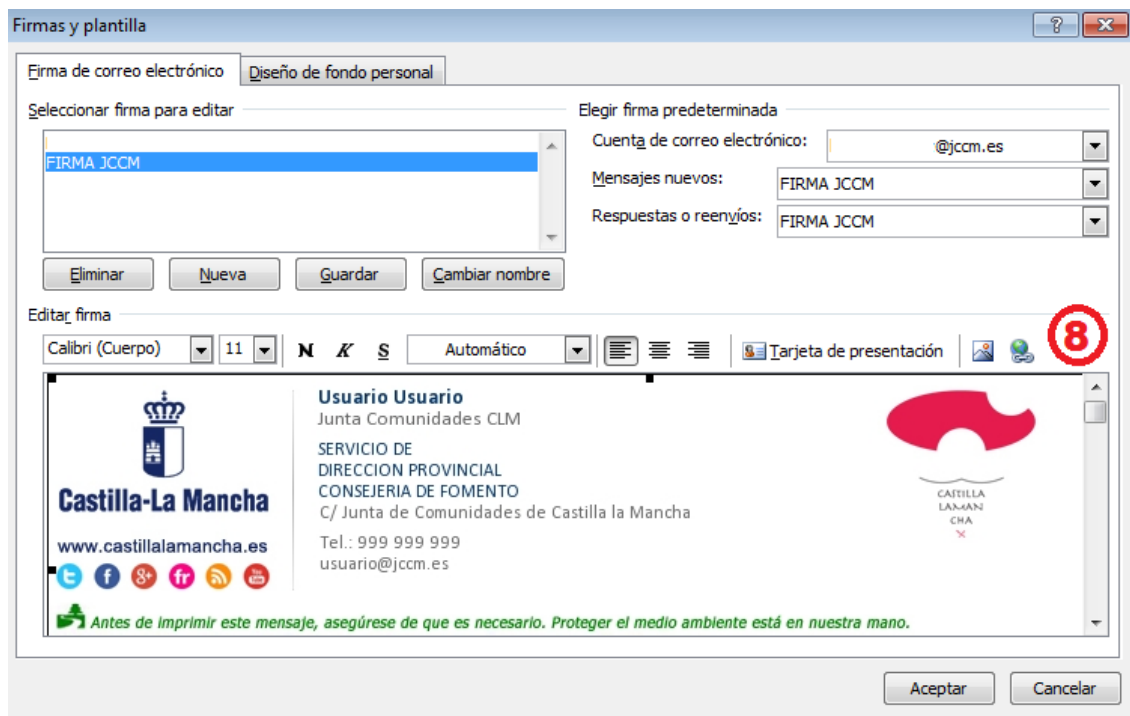 Firmas y plantilla
Firma de correo electrónico Diseño de fondo personal
Seleccionar firma para editar
FIRMA JCCM
Eliminar Nueva Guardar Cambiar nombre
Elegir firma predeterminada
Cuenta de correo electrónico: @jccm.es
Mensajes nuevos: FIRMA JCCM
Respuestas o reenvíos: FIRMA JCCM
Editar firma
8
Calibri (Cuerpo) 11 N K S Automático Tarjeta de presentación
Castilla-La Mancha
www.castillalamancha.es
Usuario Usuario
Junta Comunidades CLM
SERVICIO DE
DIRECCION PROVINCIAL
CONSEJERIA DE FOMENTO
C/ Junta de Comunidades de Castilla la Mancha
Tel.: 999 999 999
usuario@jccm.es
CASTILLA
LAMAN
CHA
Antes de imprimir este mensaje, asegúrese de que es necesario. Proteger el medio ambiente está en nuestra mano.
Aceptar Cancelar